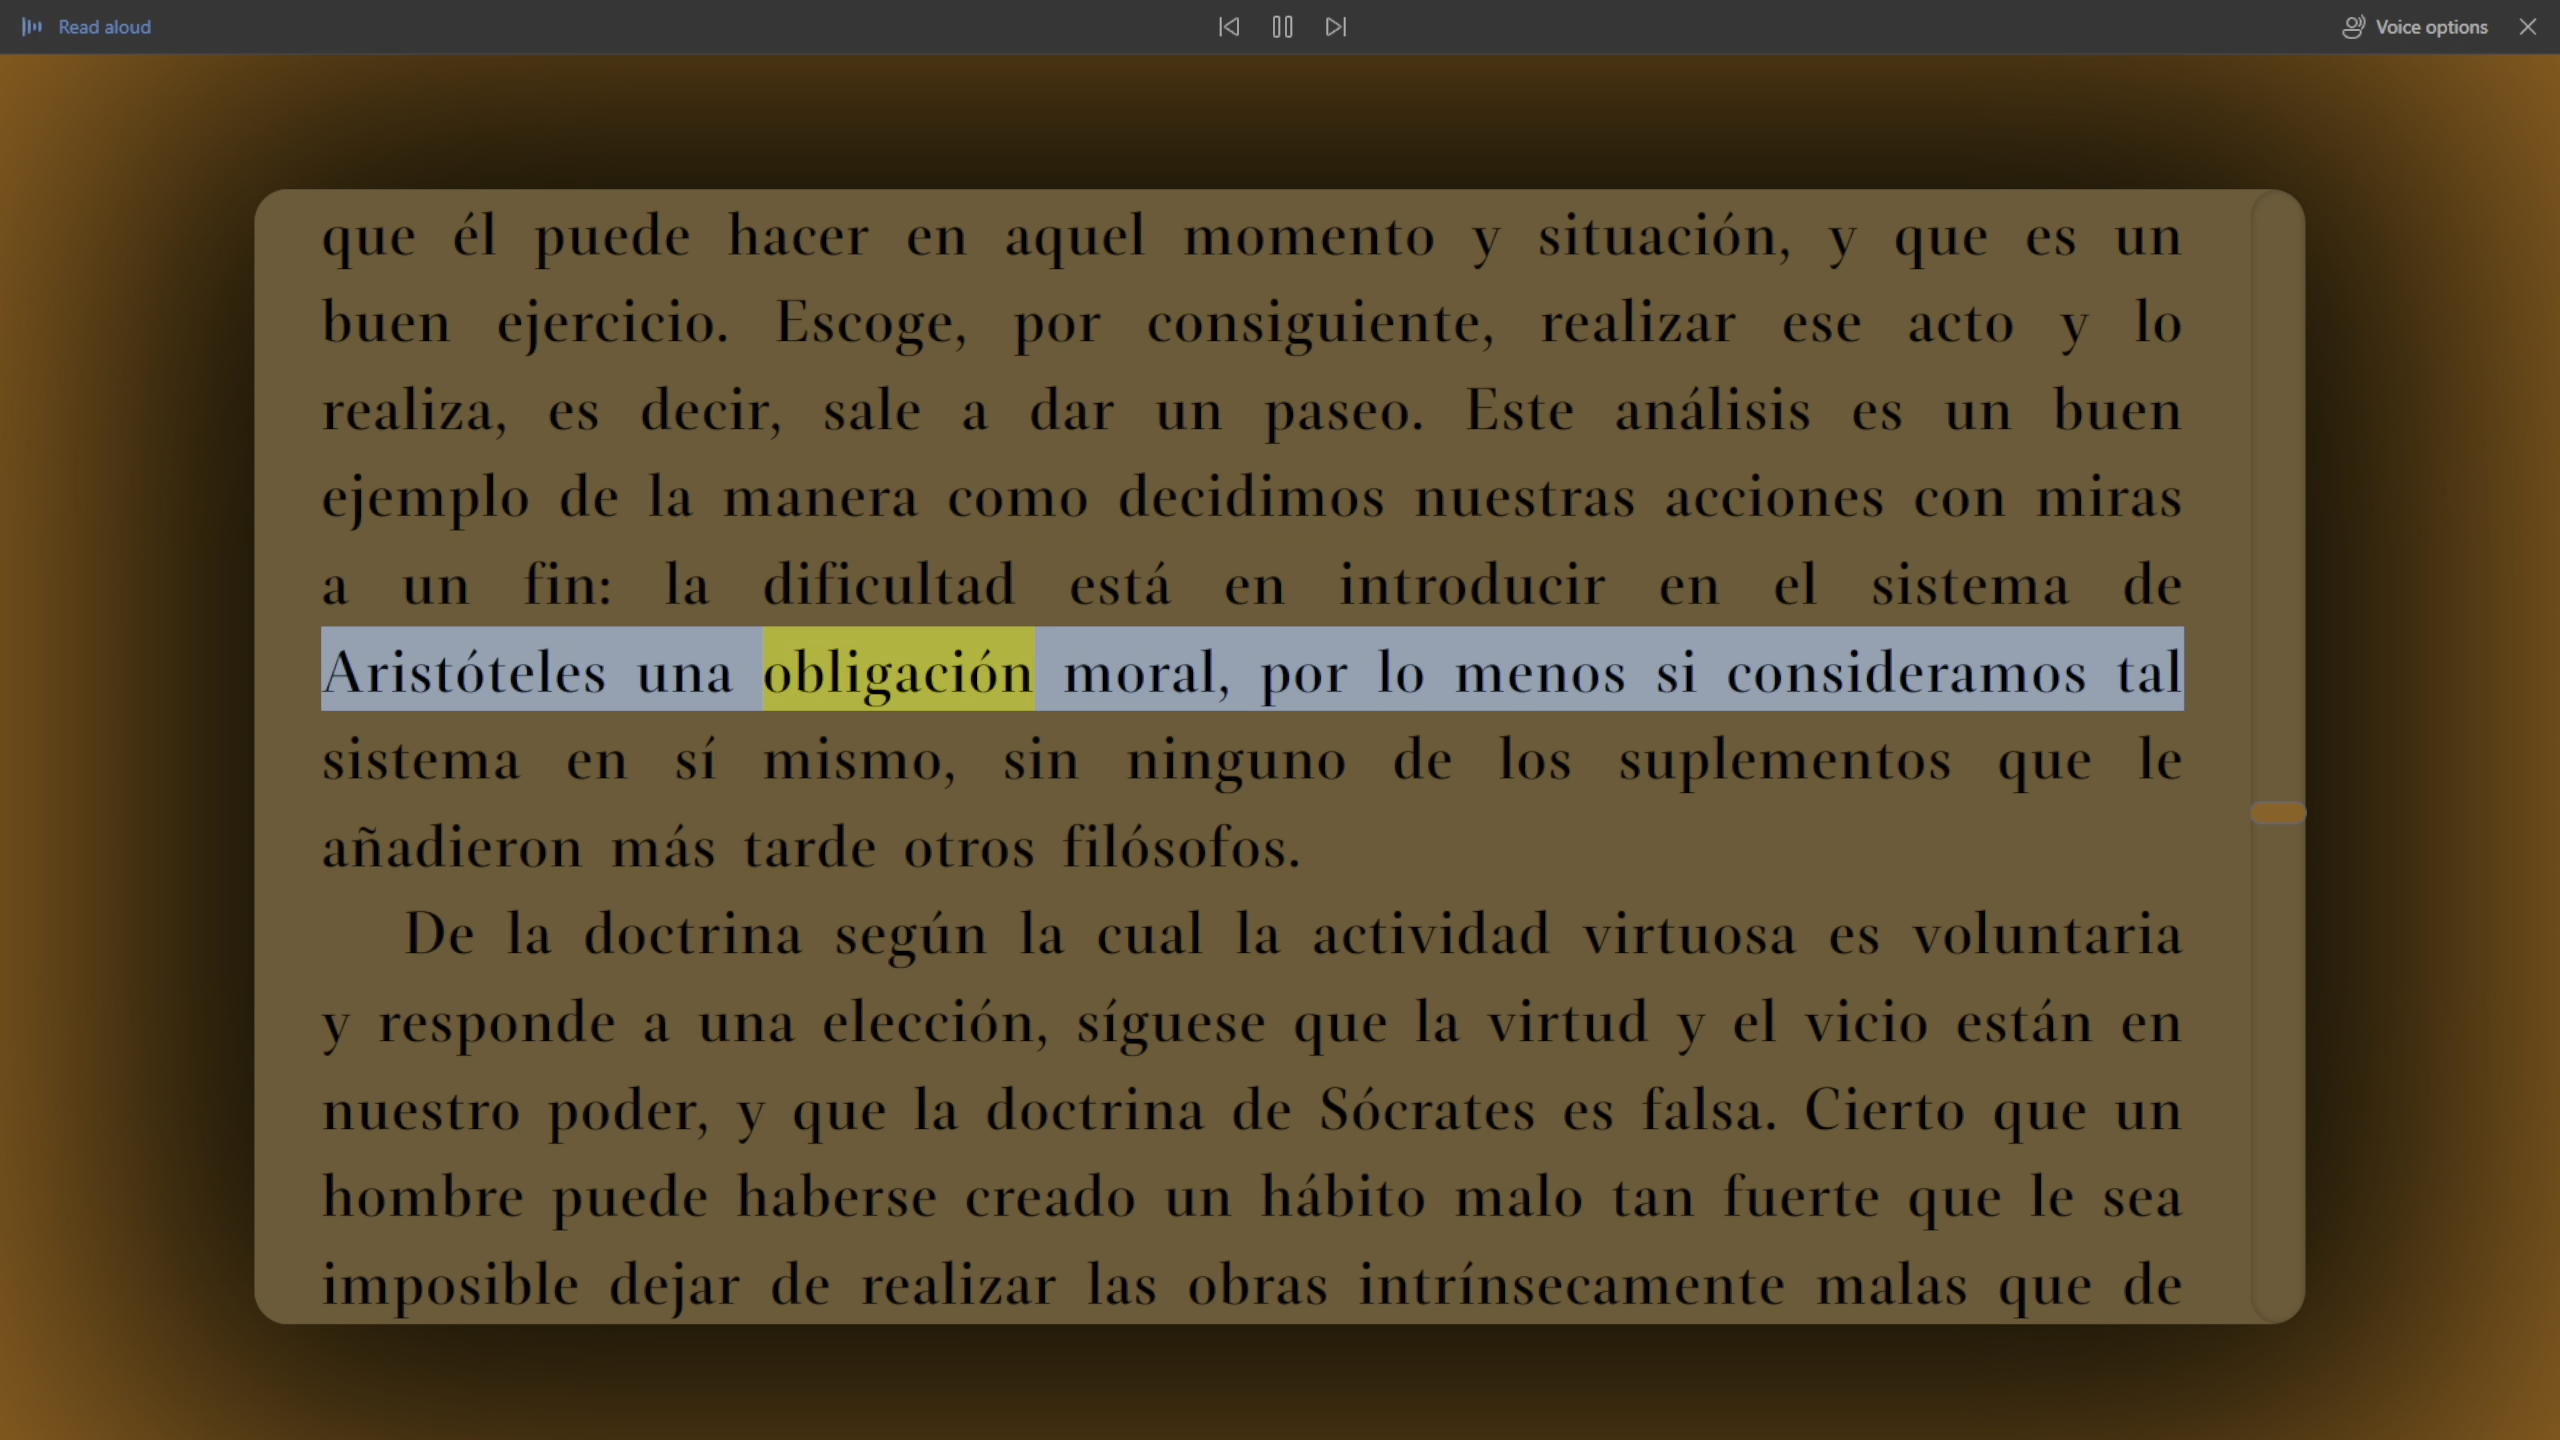 Read aloud
Voice options
que él puede hacer en aquel momento y situación, y que es un
buen ejercicio. Escoge, por consiguiente, realizar ese acto y lo
realiza, es decir, sale a dar un paseo. Este análisis es un buen
ejemplo de la manera como decidimos nuestras acciones con miras
a un fin: la dificultad está en introducir en el sistema de
Aristóteles una obligación moral, por lo menos si consideramos tal
sistema en sí mismo, sin ninguno de los suplementos que le
añadieron más tarde otros filósofos.
De la doctrina según la cual la actividad virtuosa es voluntaria
y responde a una elección, síguese que la virtud y el vicio están en
nuestro poder, y que la doctrina de Sócrates es falsa. Cierto que un
hombre puede haberse creado un hábito malo tan fuerte que le sea
imposible dejar de realizar las obras intrínsecamente malas que de